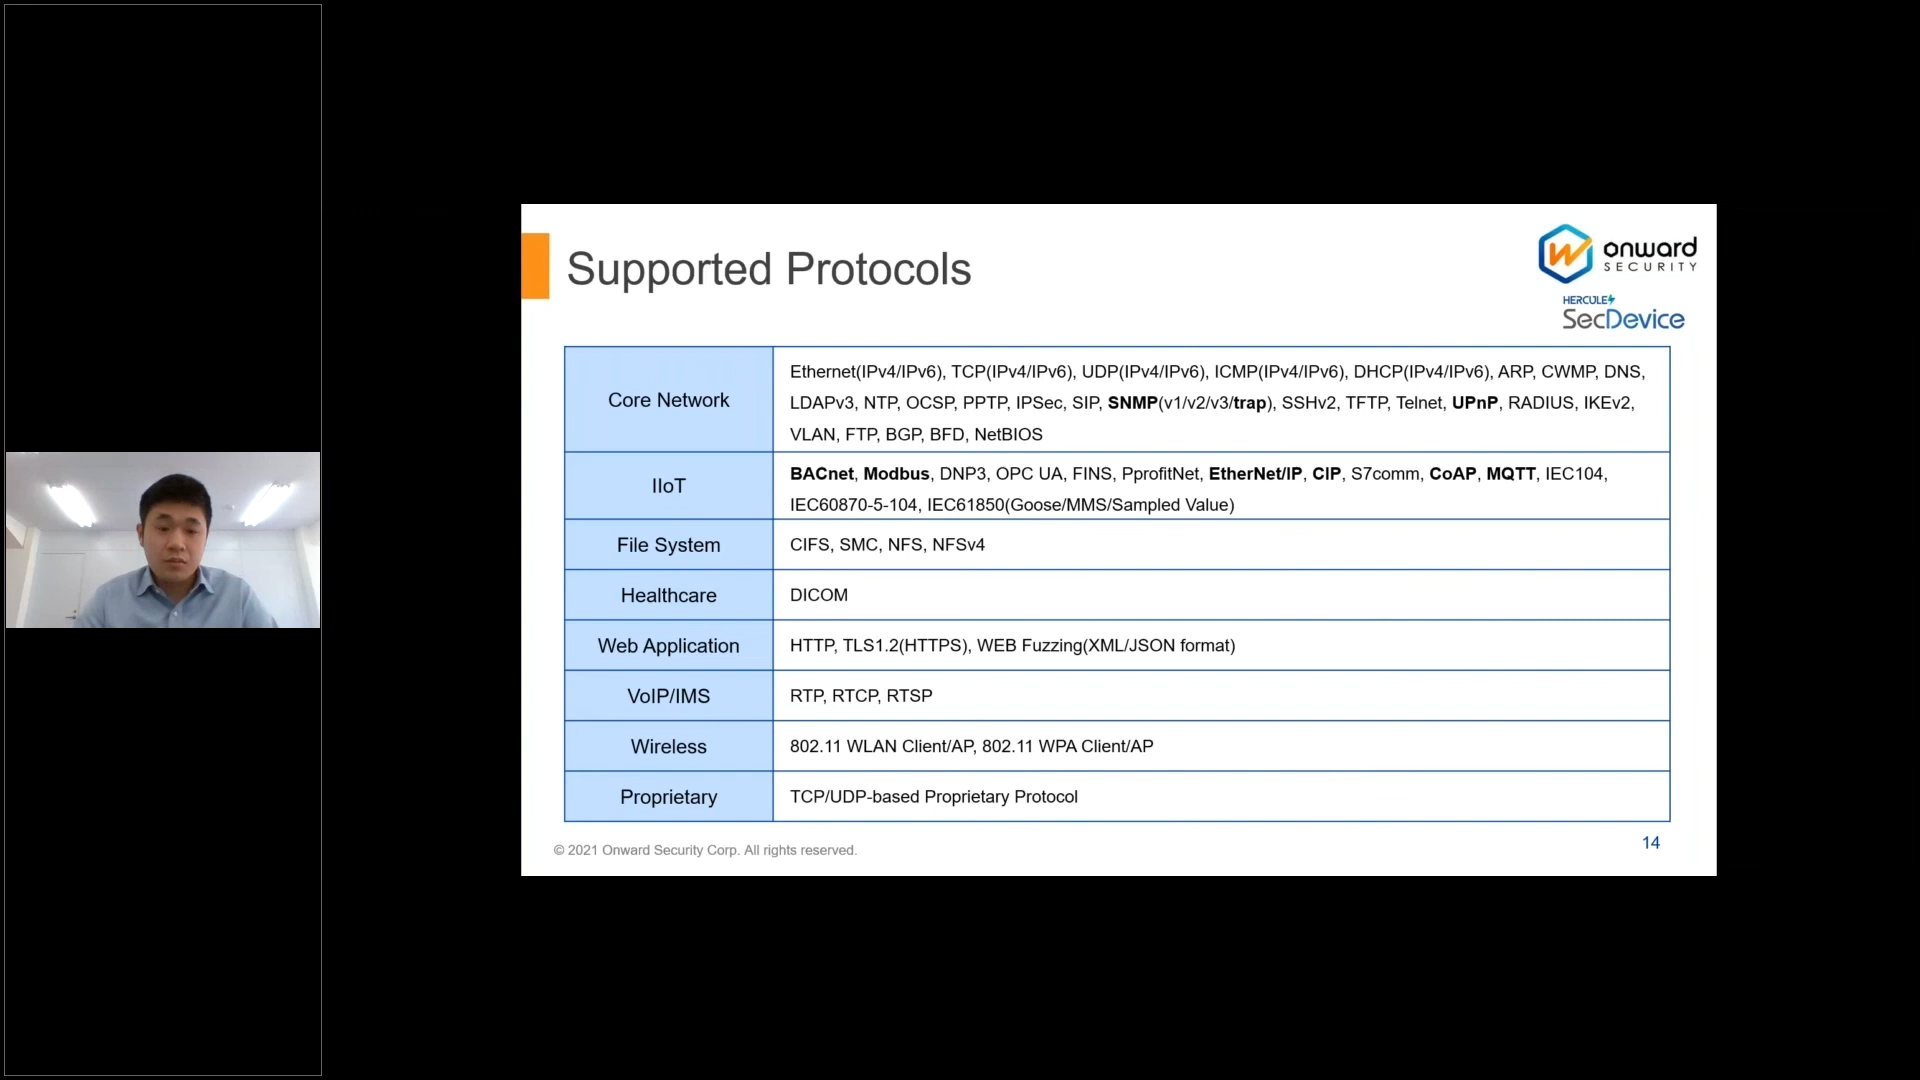 Supported Protocols
onward
SECURITY
HERCULES
SecDevice
Core Network
Ethernet(IPv4/IPv6), TCP(IPv4/IPv6), UDP(IPv4/IPv6), ICMP(IPv4/IPv6), DHCP(IPv4/IPv6), ARP, CWMP, DNS,
LDAPv3, NTP, OCSP, PPTP, IPSec, SIP, SNMP(v1/v2/v3/trap), SSHv2, TFTP, Telnet, UPnP, RADIUS, IKEv2,
VLAN, FTP, BGP, BFD, NetBIOS
IIoT
BACnet, Modbus, DNP3, OPC UA, FINS, PprofitNet, EtherNet/IP, CIP, S7comm, CoAP, MQTT, IEC104,
IEC60870-5-104, IEC61850(Goose/MMS/Sampled Value)
File System
CIFS, SMC, NFS, NFSv4
Healthcare
DICOM
Web Application
HTTP, TLS1.2(HTTPS), WEB Fuzzing(XML/JSON format)
VoIP/IMS
RTP, RTCP, RTSP
Wireless
802.11 WLAN Client/AP, 802.11 WPA Client/AP
Proprietary
TCP/UDP-based Proprietary Protocol
© 2021 Onward Security Corp. All rights reserved.
14